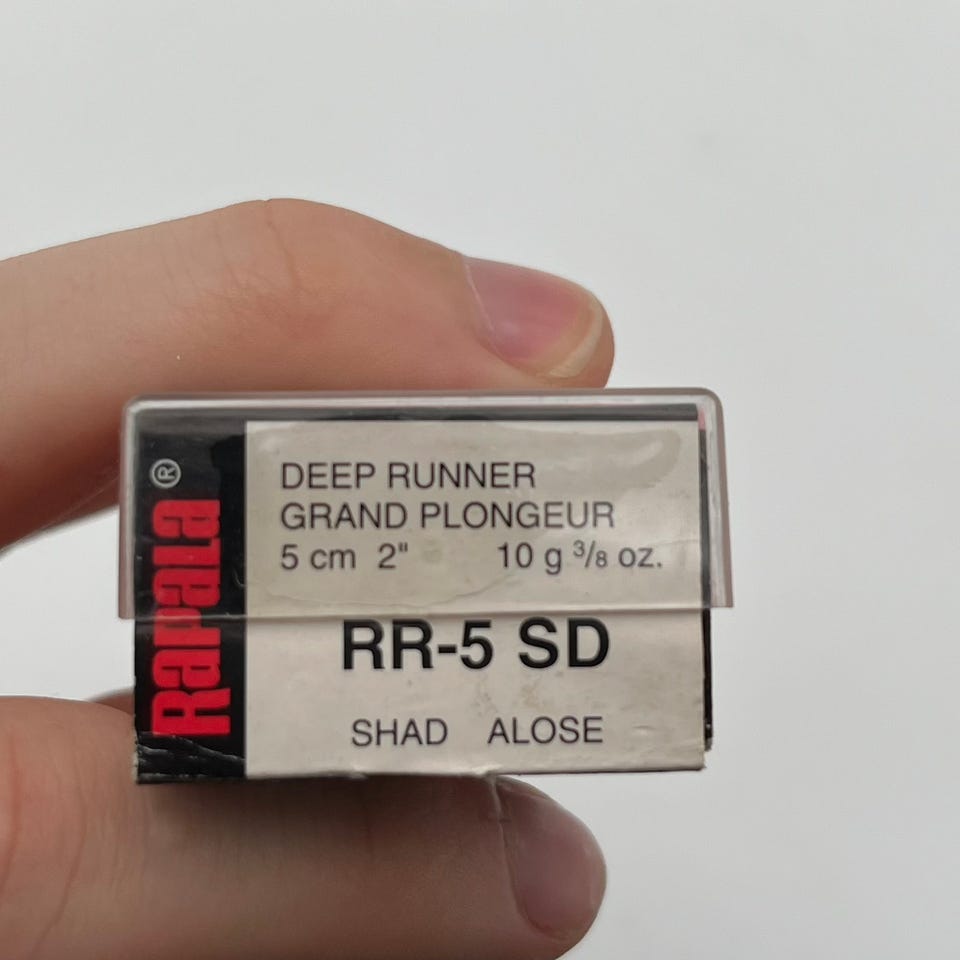 Rapala®
DEEP RUNNER
GRAND PLONGEUR
5 cm 2" 10 g 3/8 oz.
RR-5 SD
SHAD ALOSE